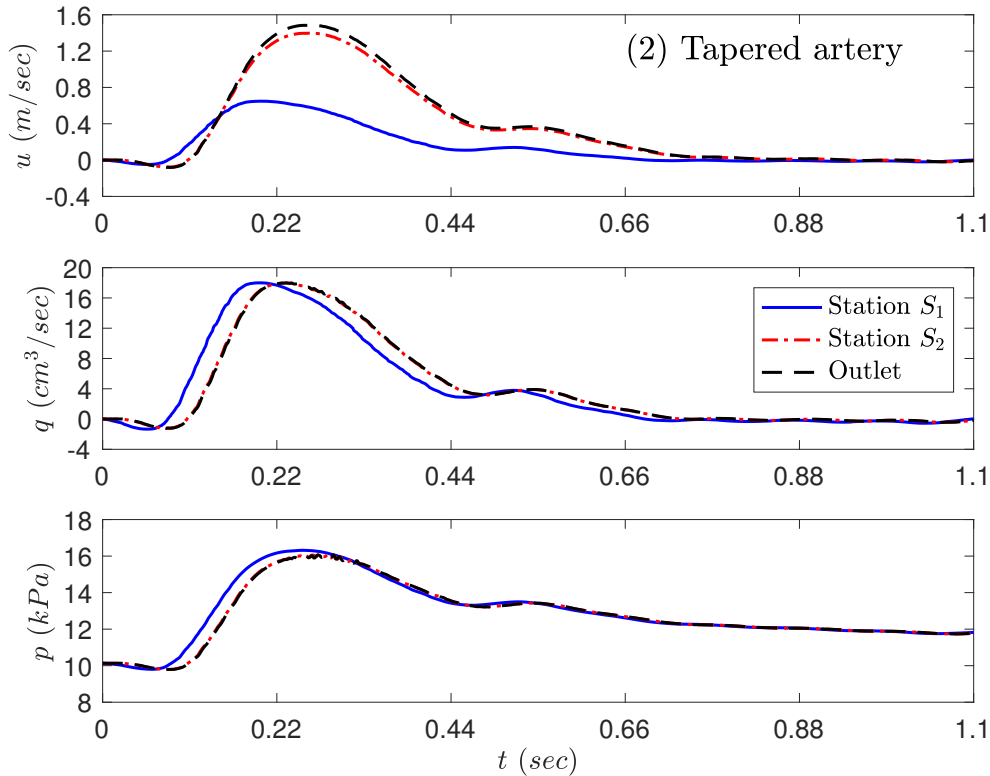 (2) Tapered artery
u (m/sec)
1.6
1.2
0.8
0.4
0
-0.4
0 0.22 0.44 0.66 0.88 1.1
q (cm³/sec)
20
16
12
8
4
0
-4
Station S₁
Station S₂
Outlet
0 0.22 0.44 0.66 0.88 1.1
p (kPa)
18
16
14
12
10
8
0 0.22 0.44 0.66 0.88 1.1
t (sec)